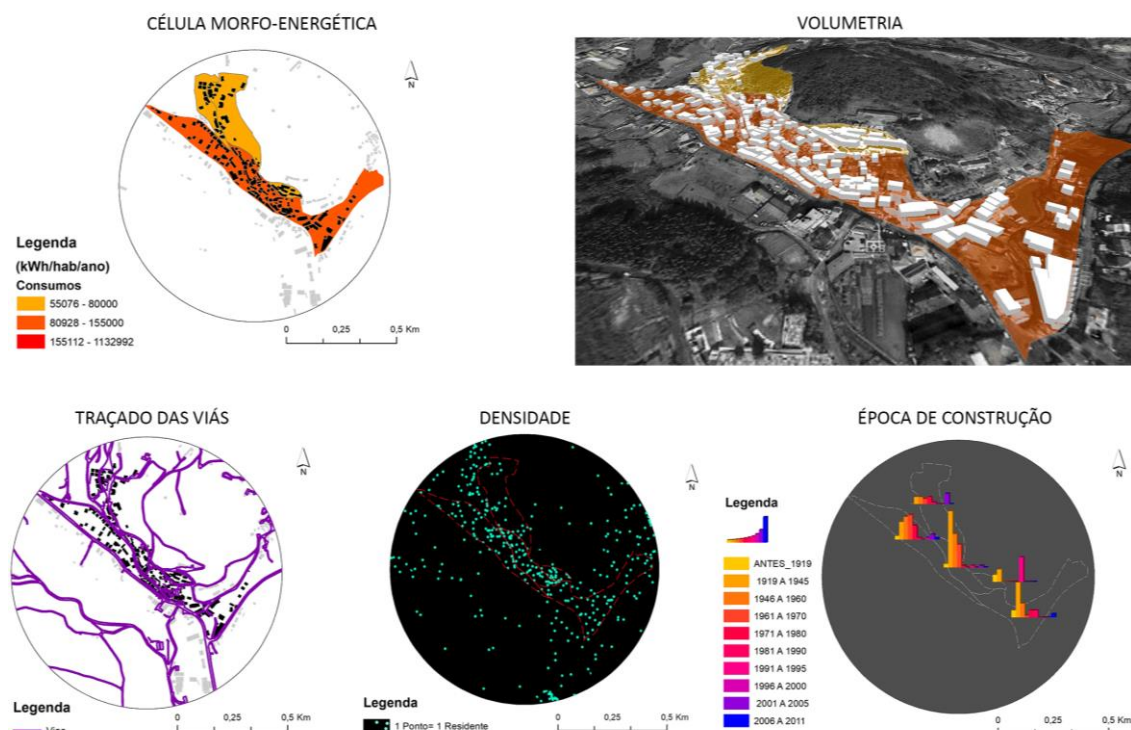 CÉLULA MORFO-ENERGÉTICA
N
Legenda
(kWh/hab/ano)
Consumos
55076 - 80000
80928 - 155000
155112 - 1132992
0 0,25 0,5 Km
VOLUMETRIA
TRAÇADO DAS VIÁS
N
Legenda
0 0,25 0,5 Km
DENSIDADE
N
Legenda
1 Ponto= 1 Residente
0 0,25 0,5 Km
ÉPOCA DE CONSTRUÇÃO
N
Legenda
ANTES_1919
1919 A 1945
1946 A 1960
1961 A 1970
1971 A 1980
1981 A 1990
1991 A 1995
1996 A 2000
2001 A 2005
2006 A 2011
0 0,25 0,5 Km